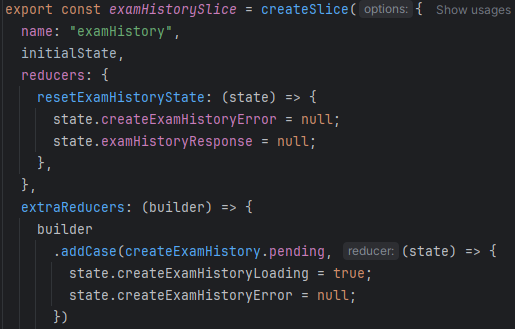 export const examHistorySlice = createSlice( options: { Show usages
  name: "examHistory",
  initialState,
  reducers: {
    resetExamHistoryState: (state) => {
      state.createExamHistoryError = null;
      state.examHistoryResponse = null;
    },
  },
  extraReducers: (builder) => {
    builder
      .addCase(createExamHistory.pending, reducer: (state) => {
        state.createExamHistoryLoading = true;
        state.createExamHistoryError = null;
      })